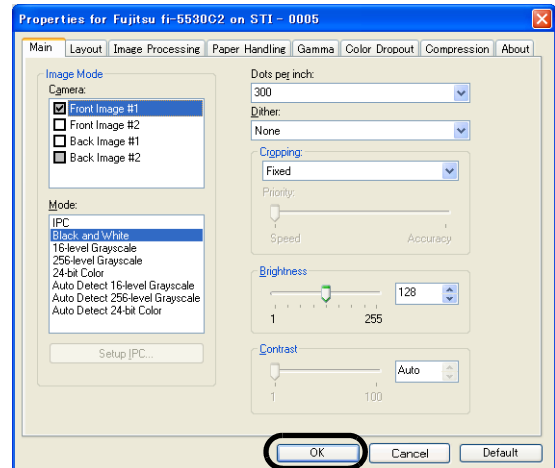 Properties for Fujitsu fi-5530C2 on STI - 0005
Main Layout Image Processing Paper Handling Gamma Color Dropout Compression About
Image Mode
Camera:
Front Image #1
Front Image #2
Back Image #1
Back Image #2
Mode:
IPC
Black and White
16-level Grayscale
256-level Grayscale
24-bit Color
Auto Detect 16-level Grayscale
Auto Detect 256-level Grayscale
Auto Detect 24-bit Color
Setup IPC...
Dots per inch:
300
Dither:
None
Cropping:
Fixed
Priority:
Speed Accuracy
Brightness
128
1 255
Contrast
Auto
1 100
OK Cancel Default